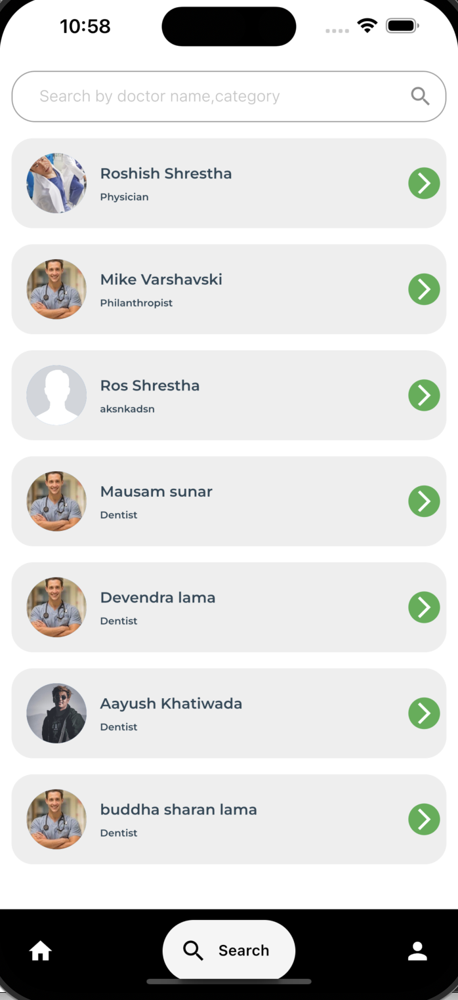 10:58
Search by doctor name,category
Roshish Shrestha
Physician
Mike Varshavski
Philanthropist
Ros Shrestha
aksnkadsn
Mausam sunar
Dentist
Devendra lama
Dentist
Aayush Khatiwada
Dentist
buddha sharan lama
Dentist
Search